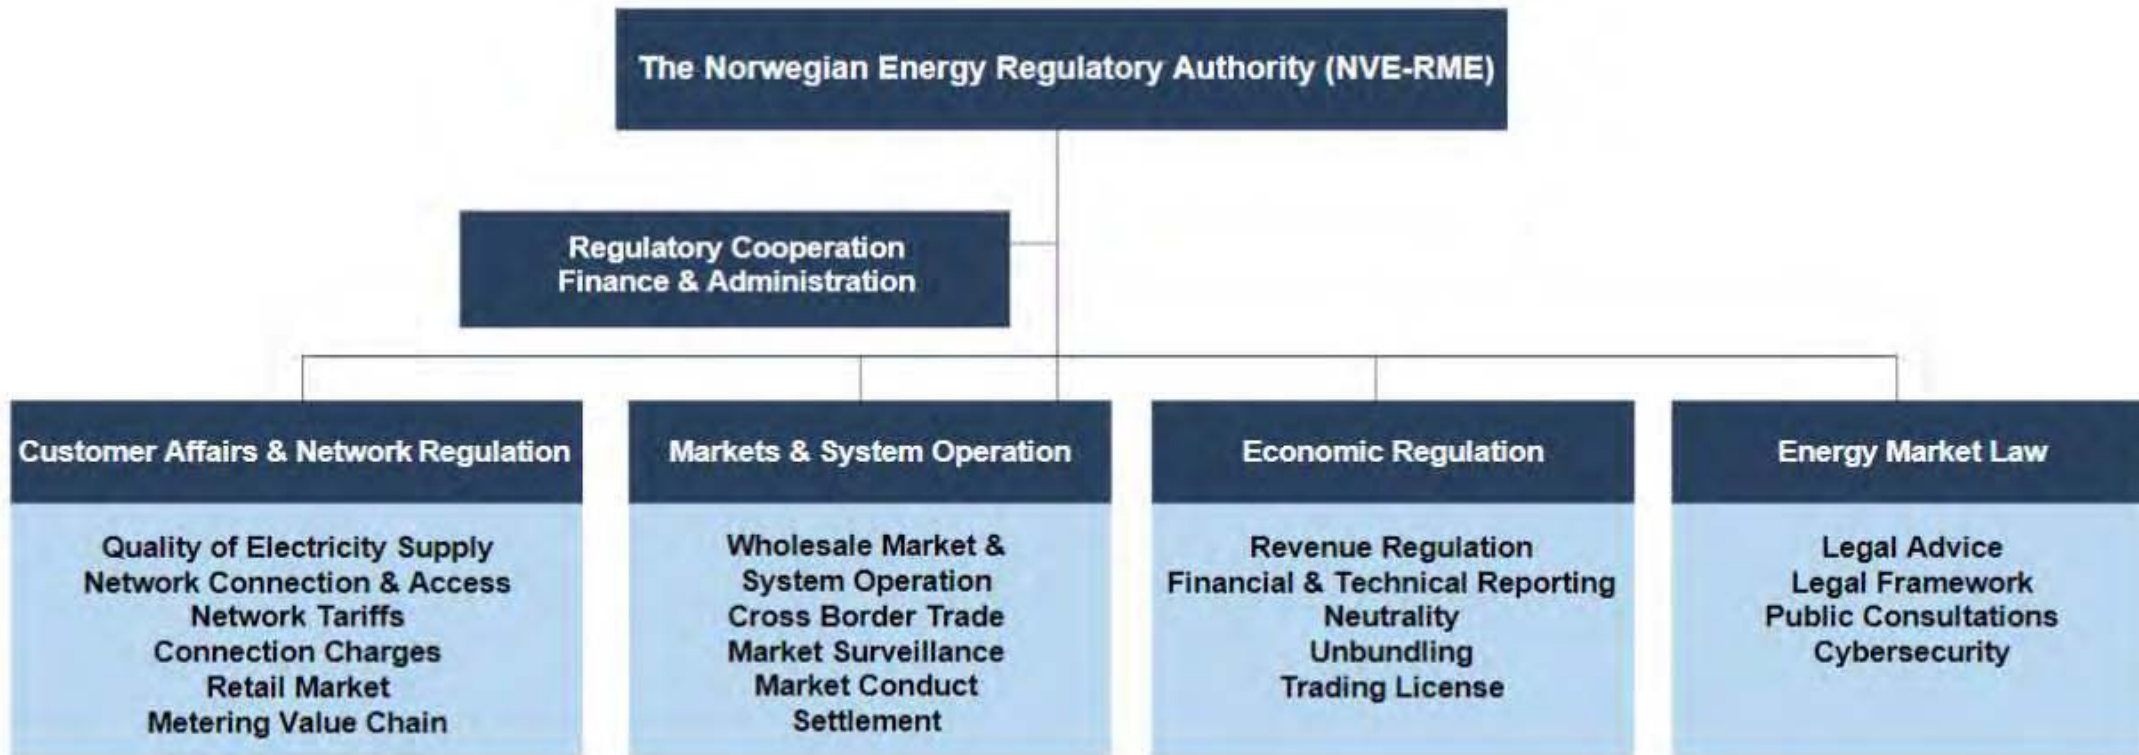 The Norwegian Energy Regulatory Authority (NVE-RME)
Regulatory Cooperation
Finance & Administration
Customer Affairs & Network Regulation
Quality of Electricity Supply
Network Connection & Access
Network Tariffs
Connection Charges
Retail Market
Metering Value Chain
Markets & System Operation
Wholesale Market &
System Operation
Cross Border Trade
Market Surveillance
Market Conduct
Settlement
Economic Regulation
Revenue Regulation
Financial & Technical Reporting
Neutrality
Unbundling
Trading License
Energy Market Law
Legal Advice
Legal Framework
Public Consultations
Cybersecurity